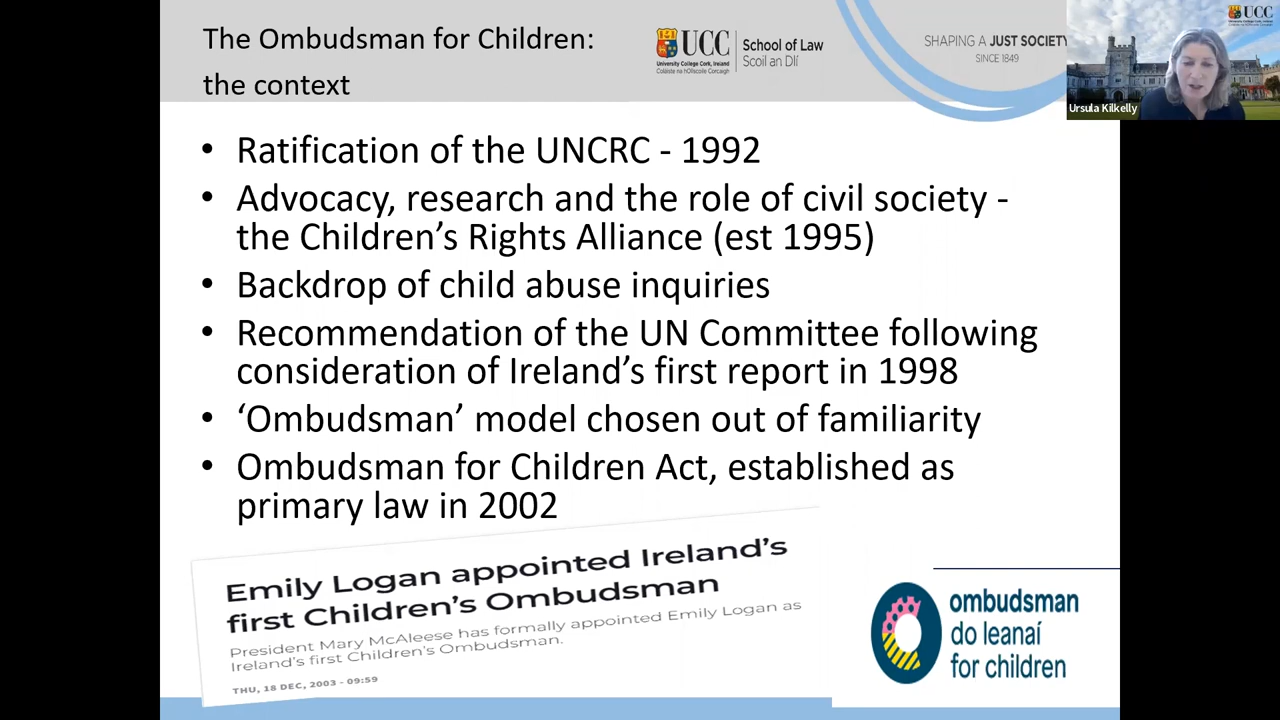 The Ombudsman for Children:
the context
UCC
University College Cork, Ireland
Coláiste na hOllscoile Corcaigh
School of Law
Scoil an Dlí
SHAPING A JUST SOCIETY
SINCE 1849
UCC
Ursula Kilkelly
• Ratification of the UNCRC - 1992
• Advocacy, research and the role of civil society -
the Children’s Rights Alliance (est 1995)
• Backdrop of child abuse inquiries
• Recommendation of the UN Committee following
consideration of Ireland’s first report in 1998
• ‘Ombudsman’ model chosen out of familiarity
• Ombudsman for Children Act, established as
primary law in 2002
Emily Logan appointed Ireland’s
first Children’s Ombudsman
President Mary McAleese has formally appointed Emily Logan as
Ireland’s first Children’s Ombudsman.
THU, 18 DEC, 2003 - 09:59
ombudsman
do leanaí
for children